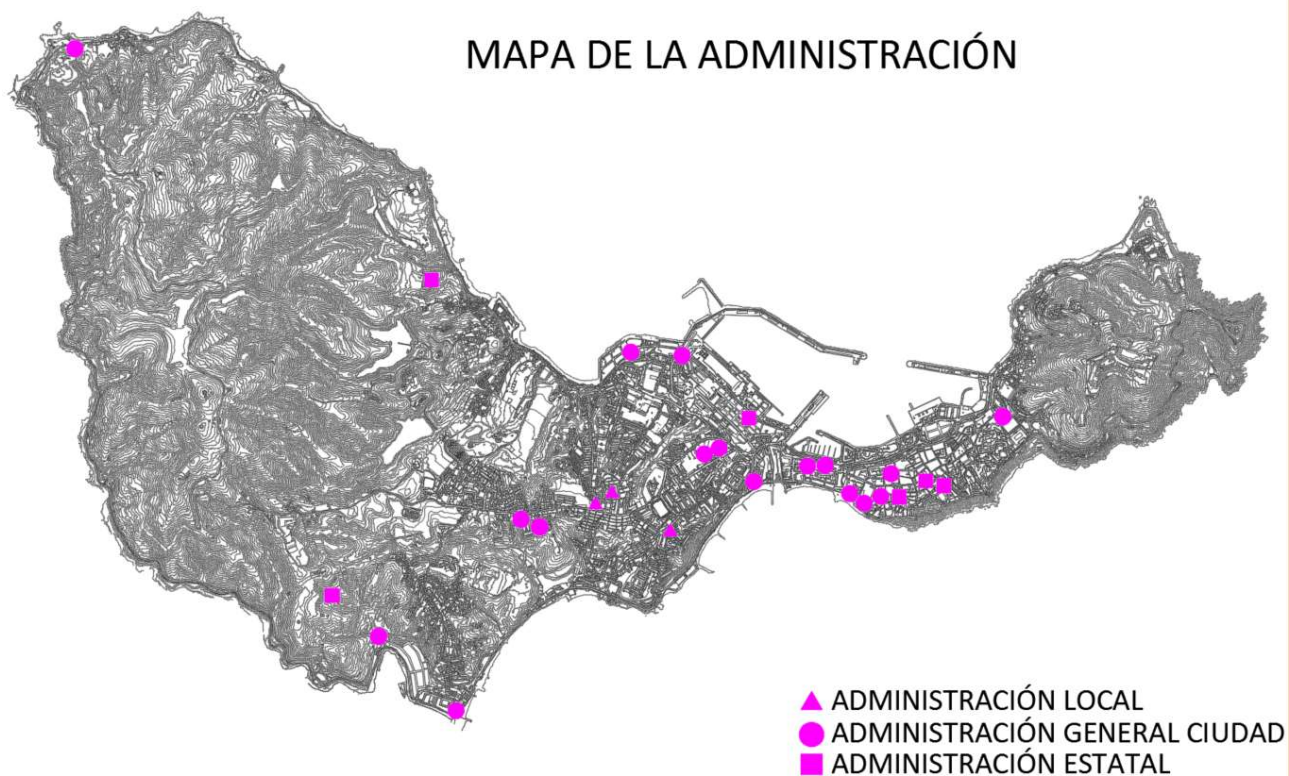 MAPA DE LA ADMINISTRACIÓN
ADMINISTRACIÓN LOCAL
ADMINISTRACIÓN GENERAL CIUDAD
ADMINISTRACIÓN ESTATAL